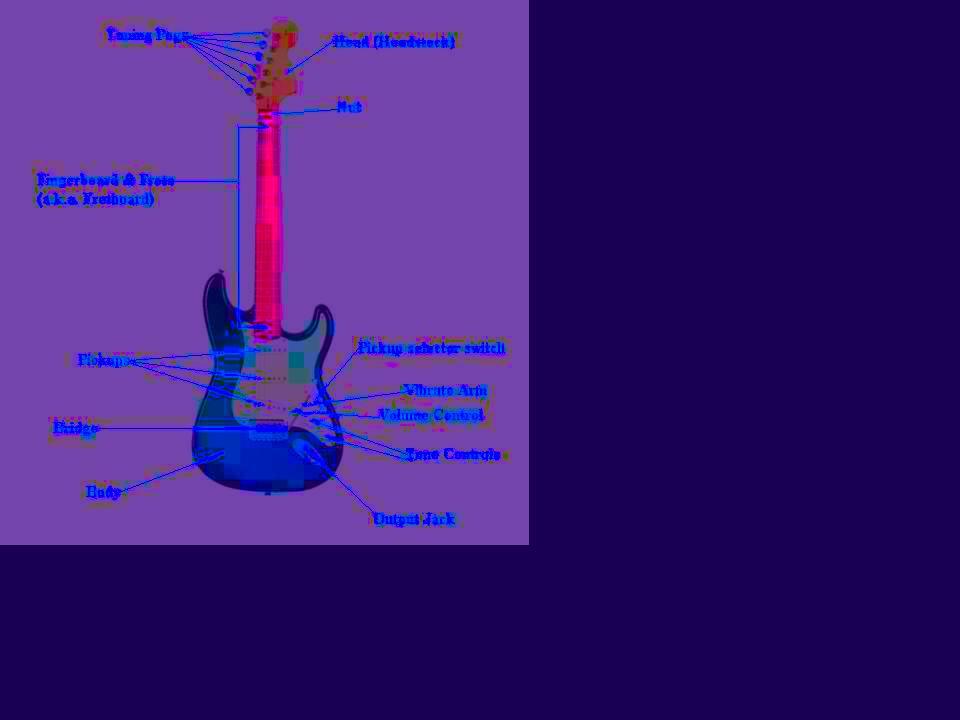 Tuning Pegs
Head (Headstock)
Nut
Fingerboard & Frets
(a.k.a. Fretboard)
Pickup selector switch
Pickups
Vibrato Arm
Volume Control
Bridge
Tone Controls
Body
Output Jack